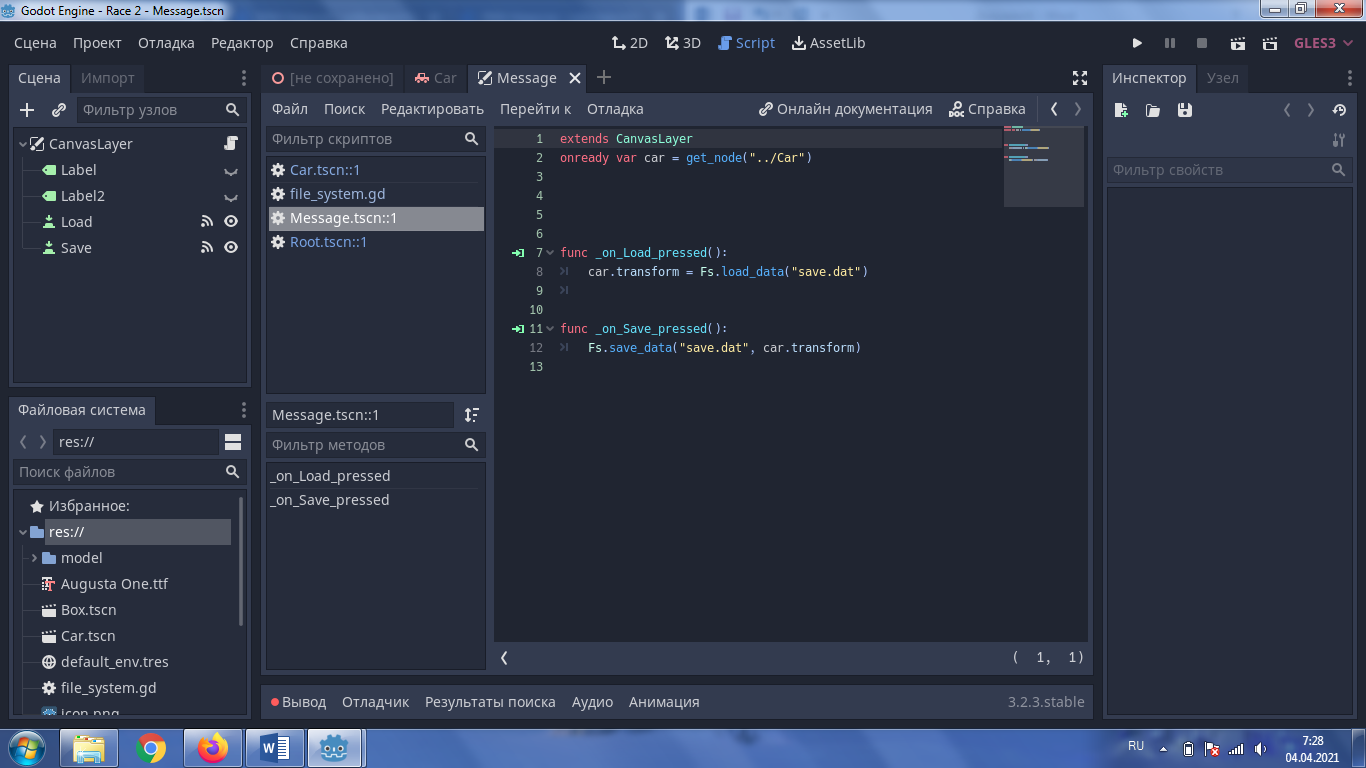 Godot Engine - Race 2 - Message.tscn
Сцена Проект Отладка Редактор Справка 2D 3D Script AssetLib GLES3
Сцена Импорт
Фильтр узлов
CanvasLayer
Label
Label2
Load
Save
Файловая система
res://
Поиск файлов
Избранное:
res://
model
Augusta One.ttf
Box.tscn
Car.tscn
default_env.tres
file_system.gd
icon.png
[не сохранено] Car Message
Файл Поиск Редактировать Перейти к Отладка Онлайн документация Справка
Фильтр скриптов
Car.tscn::1
file_system.gd
Message.tscn::1
Root.tscn::1
Message.tscn::1
Фильтр методов
_on_Load_pressed
_on_Save_pressed
1 extends CanvasLayer
2 onready var car = get_node("../Car")
3
4
5
6
7 func _on_Load_pressed():
8 car.transform = Fs.load_data("save.dat")
9
10
11 func _on_Save_pressed():
12 Fs.save_data("save.dat", car.transform)
13
( 1, 1)
Вывод Отладчик Результаты поиска Аудио Анимация 3.2.3.stable
Инспектор Узел
Фильтр свойств
RU 7:28
04.04.2021